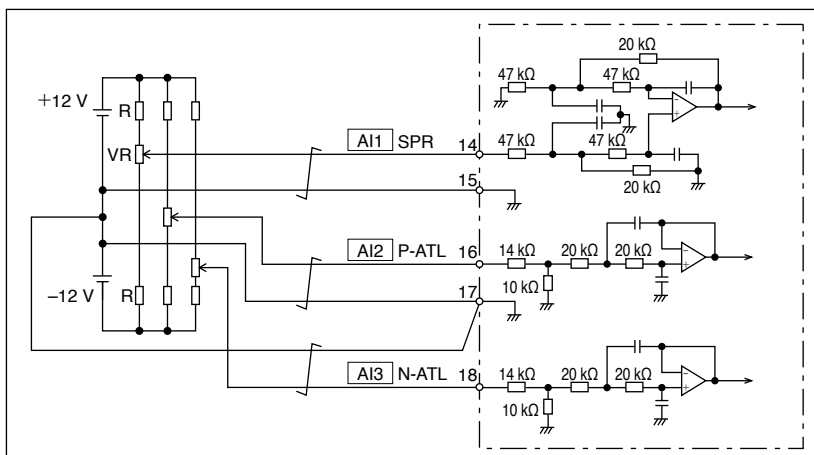 20 kΩ
47 kΩ 47 kΩ
+12 V R
−
+
VR AI1 SPR 14 47 kΩ 47 kΩ
15 20 kΩ
AI2 P-ATL 16 14 kΩ 20 kΩ 20 kΩ
−
+
−12 V R 17 10 kΩ
AI3 N-ATL 18 14 kΩ 20 kΩ 20 kΩ
−
+
10 kΩ